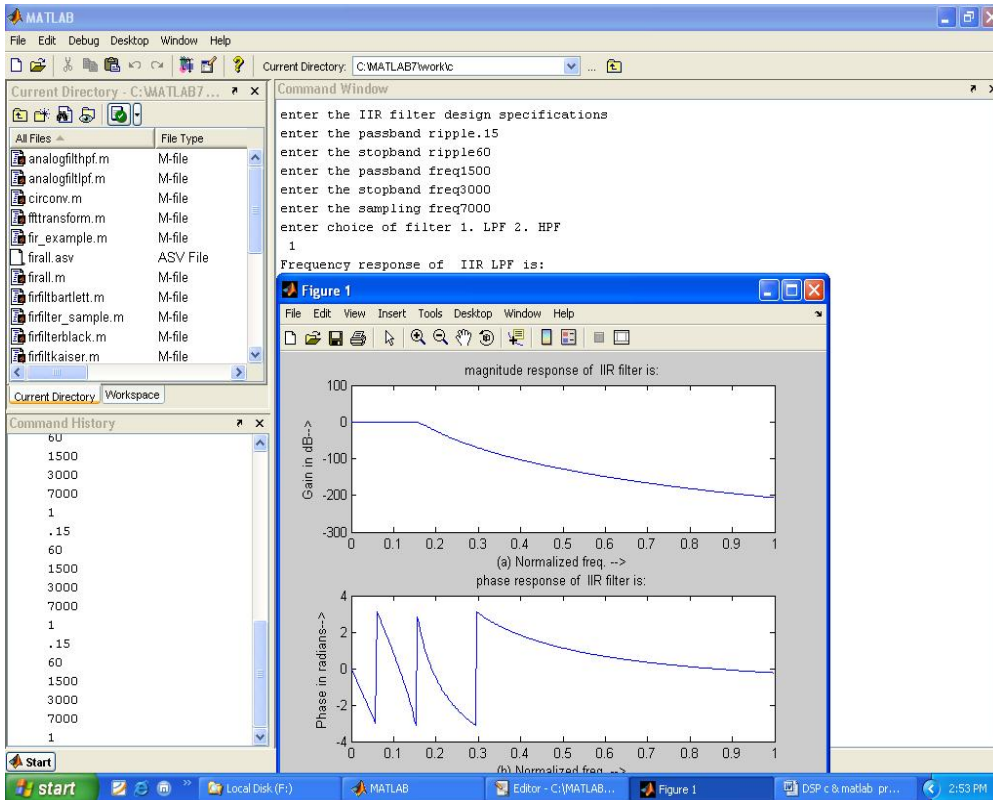 MATLAB
File Edit Debug Desktop Window Help
Current Directory: C:\MATLAB7\work\c
Current Directory - C:\MATLAB7...
All Files File Type
analogfilthpf.m M-file
analogfiltlpf.m M-file
circonv.m M-file
ffttransform.m M-file
fir_example.m M-file
firall.asv ASV File
firall.m M-file
firfiltbartlett.m M-file
firfilter_sample.m M-file
firfilterblack.m M-file
firfiltkaiser.m M-file
Current Directory Workspace
Command History
60
1500
3000
7000
1
.15
60
1500
3000
7000
1
.15
60
1500
3000
7000
1
Command Window
enter the IIR filter design specifications
enter the passband ripple.15
enter the stopband ripple60
enter the passband freq1500
enter the stopband freq3000
enter the sampling freq7000
enter choice of filter 1. LPF 2. HPF
1
Frequency response of IIR LPF is:
Figure 1
File Edit View Insert Tools Desktop Window Help
magnitude response of IIR filter is:
100
0
-100
-200
-300
Gain in dB-->
0 0.1 0.2 0.3 0.4 0.5 0.6 0.7 0.8 0.9 1
(a) Normalized freq. -->
phase response of IIR filter is:
4
2
0
-2
-4
Phase in radians-->
0 0.1 0.2 0.3 0.4 0.5 0.6 0.7 0.8 0.9 1
(b) Normalized freq. -->
Start
start Local Disk (F:) MATLAB Editor - C:\MATLAB... Figure 1 DSP c & matlab pr... 2:53 PM